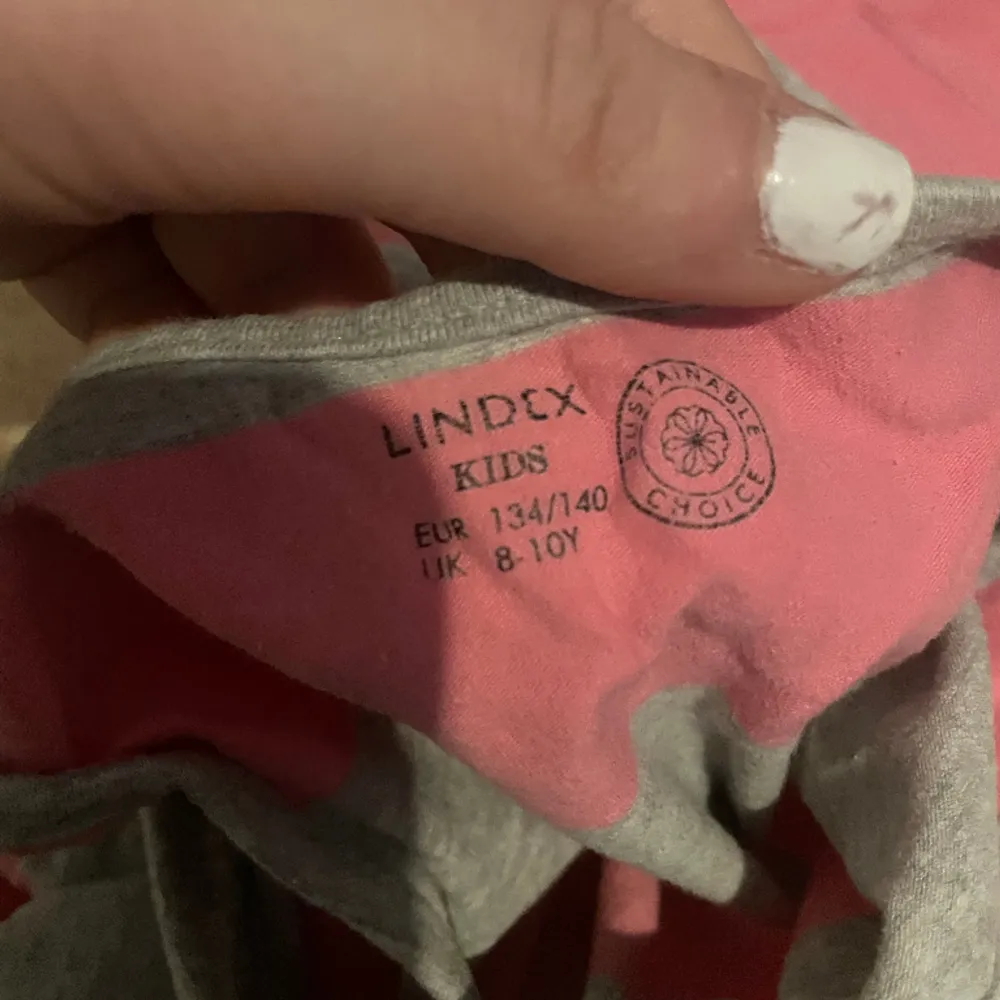 LINDEX
KIDS
EUR 134/140
UK 8-10Y
SUSTAINABLE
CHOICE